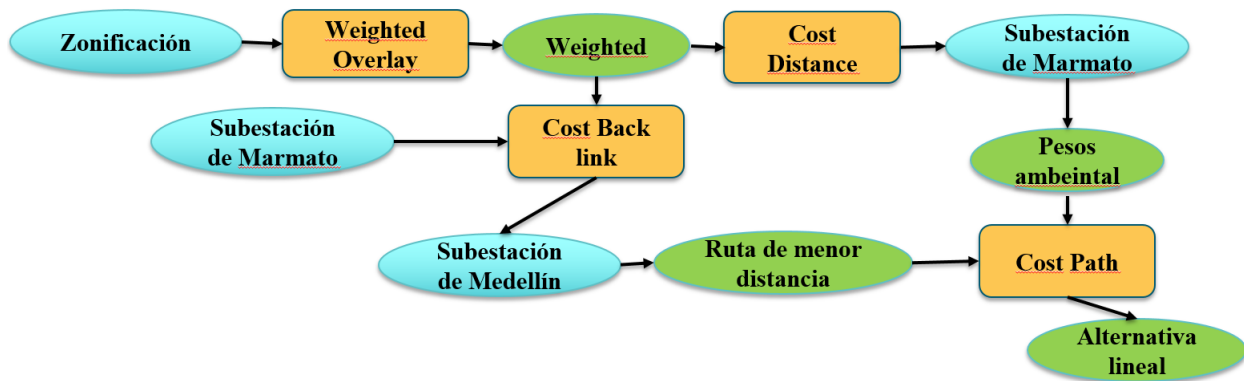 Zonificación
Weighted
Overlay
Weighted
Cost
Distance
Subestación
de Marmato
Subestación
de Marmato
Cost Back
link
Pesos
ambeintal
Subestación
de Medellín
Ruta de menor
distancia
Cost Path
Alternativa
lineal